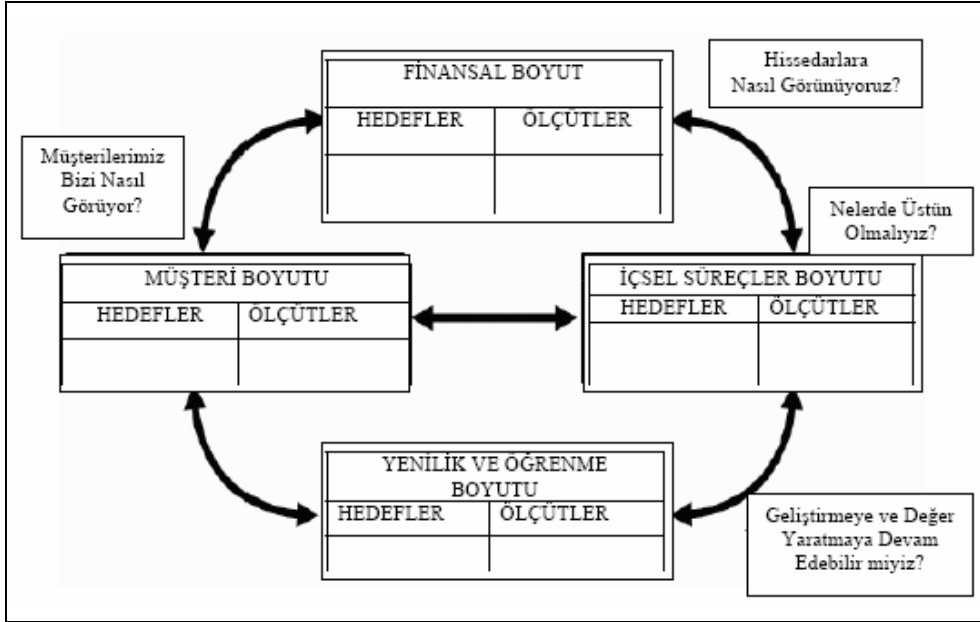 FİNANSAL BOYUT
HEDEFLER ÖLÇÜTLER
Hissedarlara
Nasıl Görünüyoruz?
Müşterilerimiz
Bizi Nasıl
Görüyor?
Nelerde Üstün
Olmalıyız?
MÜŞTERİ BOYUTU
HEDEFLER ÖLÇÜTLER
İÇSEL SÜREÇLER BOYUTU
HEDEFLER ÖLÇÜTLER
YENİLİK VE ÖĞRENME
BOYUTU
HEDEFLER ÖLÇÜTLER
Geliştirmeye ve Değer
Yaratmaya Devam
Edebilir miyiz?